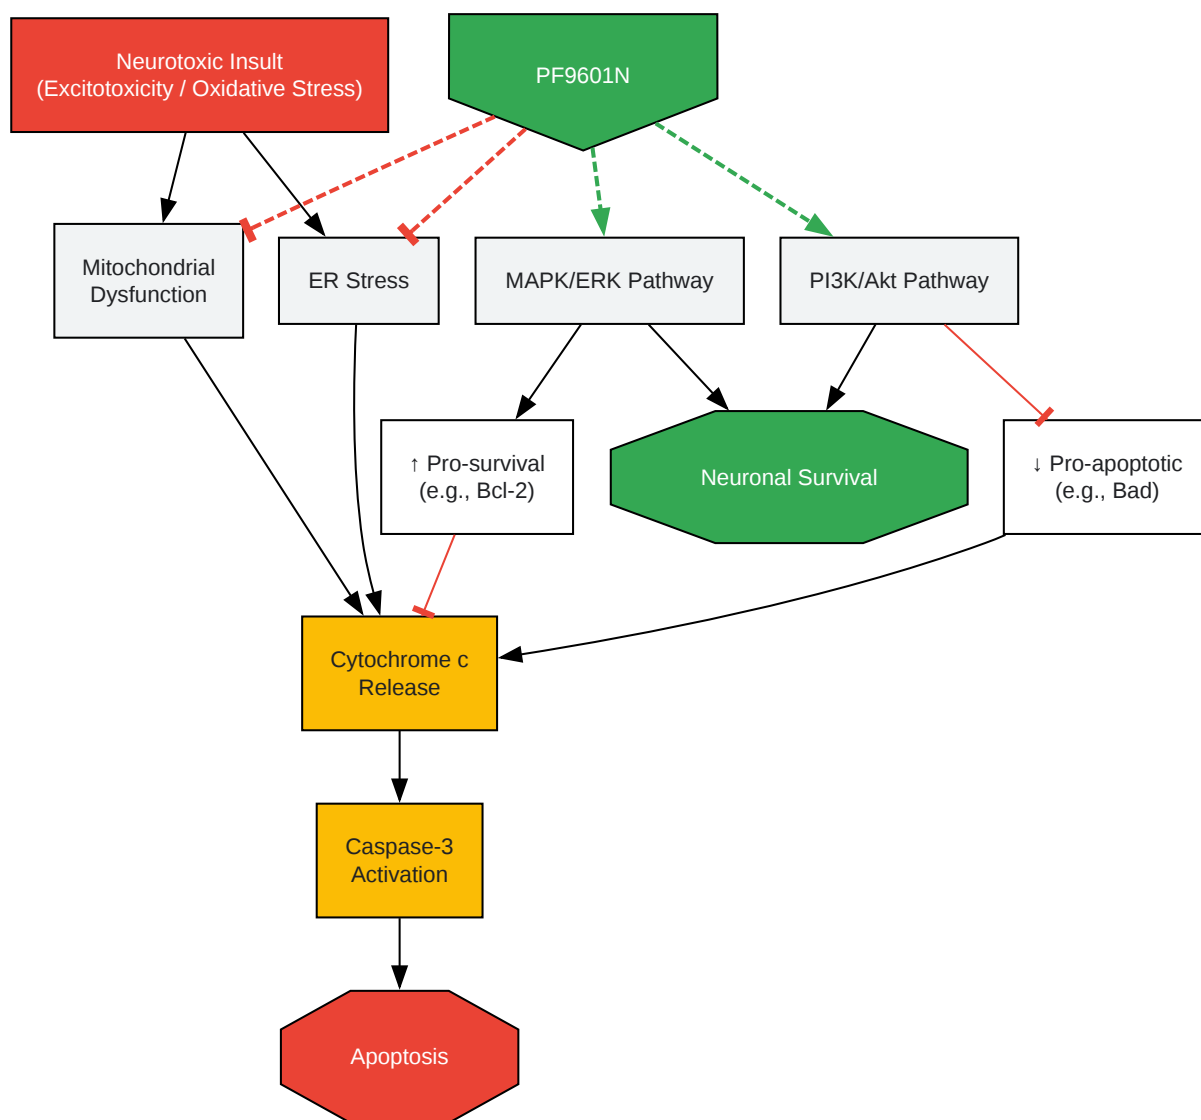 Neurotoxic Insult
(Excitotoxicity / Oxidative Stress)
PF9601N
Mitochondrial
Dysfunction
ER Stress
MAPK/ERK Pathway
PI3K/Akt Pathway
↑ Pro-survival
(e.g., Bcl-2)
Neuronal Survival
↓ Pro-apoptotic
(e.g., Bad)
Cytochrome c
Release
Caspase-3
Activation
Apoptosis